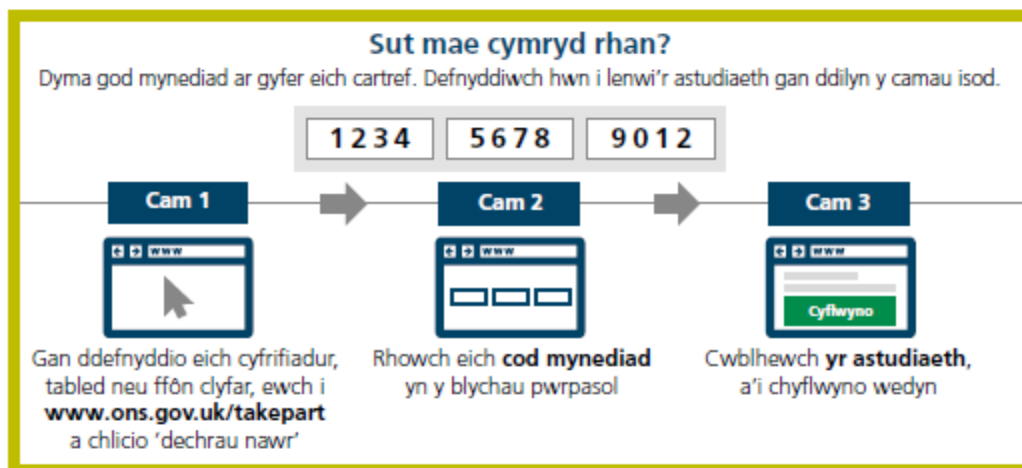 Sut mae cymryd rhan?
Dyma god mynediad ar gyfer eich cartref. Defnyddiwch hwn i lenwi'r astudiaeth gan ddilyn y camau isod.
1234 5678 9012
Cam 1
Cam 2
Cam 3
www
www
www
Cyflwyno
Gan ddefnyddio eich cyfrifiadur,
tabled neu ffôn clyfar, ewch i
www.ons.gov.uk/takepart
a chlicio 'dechrau nawr'
Rhowch eich cod mynediad
yn y blychau pwrpasol
Cwblhewch yr astudiaeth,
a'i chyflwyno wedyn